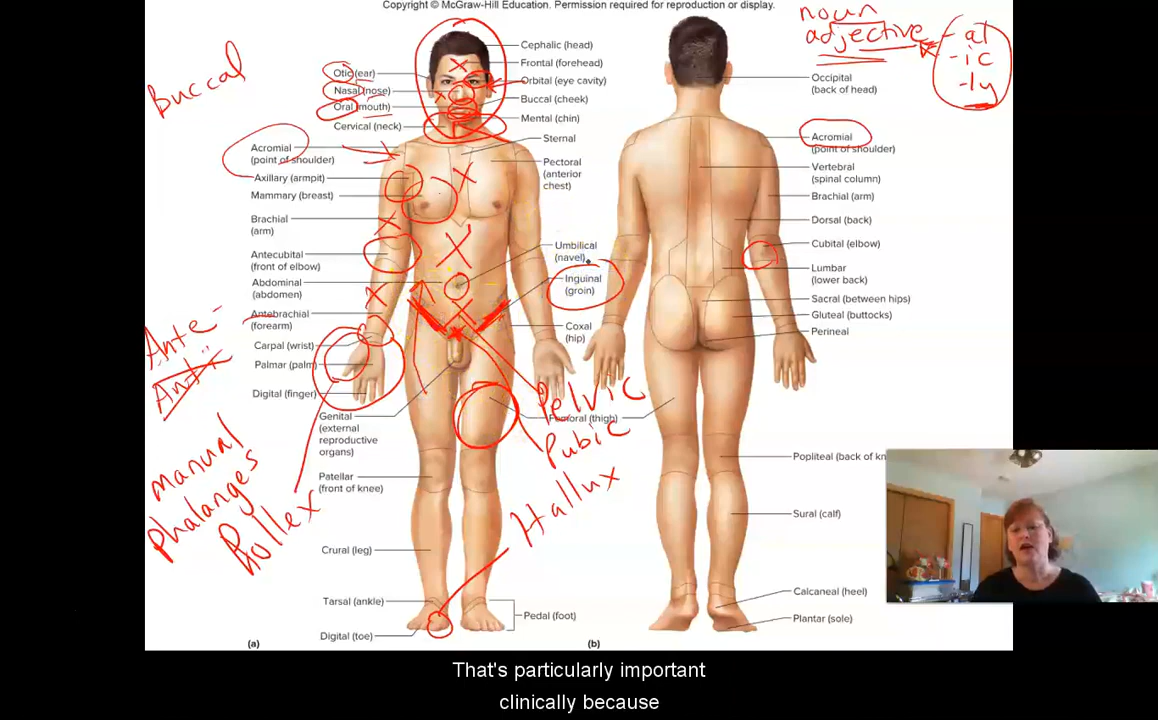 Copyright © McGraw-Hill Education. Permission required for reproduction or display.
noun
adjective
- al
- ic
- ly
Buccal
Cephalic (head)
Frontal (forehead)
Otic (ear)
Orbital (eye cavity)
Nasal (nose)
Buccal (cheek)
Oral (mouth)
Mental (chin)
Cervical (neck)
Sternal
Acromial
(point of shoulder)
Pectoral
(anterior
chest)
Axillary (armpit)
Mammary (breast)
Brachial
(arm)
Umbilical
(navel)
Antecubital
(front of elbow)
Inguinal
(groin)
Abdominal
(abdomen)
Antebrachial
(forearm)
Coxal
(hip)
Carpal (wrist)
Palmar (palm)
Digital (finger)
Genital
(external
reproductive
organs)
Femoral (thigh)
Patellar
(front of knee)
Crural (leg)
Tarsal (ankle)
Pedal (foot)
Digital (toe)
(a)
Ante-
Anti
manual
phalanges
Pollex
Pelvic
Pubic
Hallux
Occipital
(back of head)
Acromial
(point of shoulder)
Vertebral
(spinal column)
Brachial (arm)
Dorsal (back)
Cubital (elbow)
Lumbar
(lower back)
Sacral (between hips)
Gluteal (buttocks)
Perineal
Popliteal (back of kn
Sural (calf)
Calcaneal (heel)
Plantar (sole)
(b)
That's particularly important
clinically because